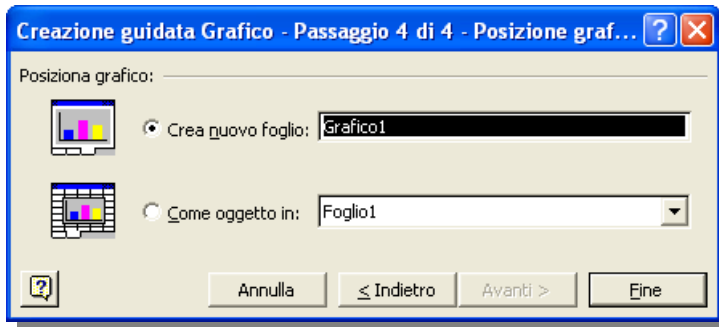 Creazione guidata Grafico - Passaggio 4 di 4 - Posizione graf...
Posiziona grafico:
Crea nuovo foglio: Grafico1
Come oggetto in: Foglio1
Annulla < Indietro Avanti > Fine